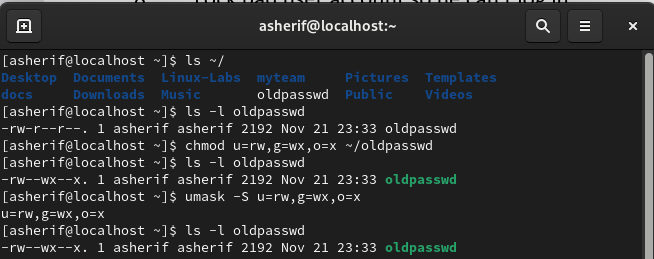 asherif@localhost:~
[asherif@localhost ~]$ ls ~/
Desktop  Documents  Linux-Labs  myteam     Pictures  Templates
docs     Downloads  Music       oldpasswd  Public    Videos
[asherif@localhost ~]$ ls -l oldpasswd
-rw-r--r--. 1 asherif asherif 2192 Nov 21 23:33 oldpasswd
[asherif@localhost ~]$ chmod u=rw,g=wx,o=x ~/oldpasswd
[asherif@localhost ~]$ ls -l oldpasswd
-rw--wx--x. 1 asherif asherif 2192 Nov 21 23:33 oldpasswd
[asherif@localhost ~]$ umask -S u=rw,g=wx,o=x
u=rw,g=wx,o=x
[asherif@localhost ~]$ ls -l oldpasswd
-rw--wx--x. 1 asherif asherif 2192 Nov 21 23:33 oldpasswd